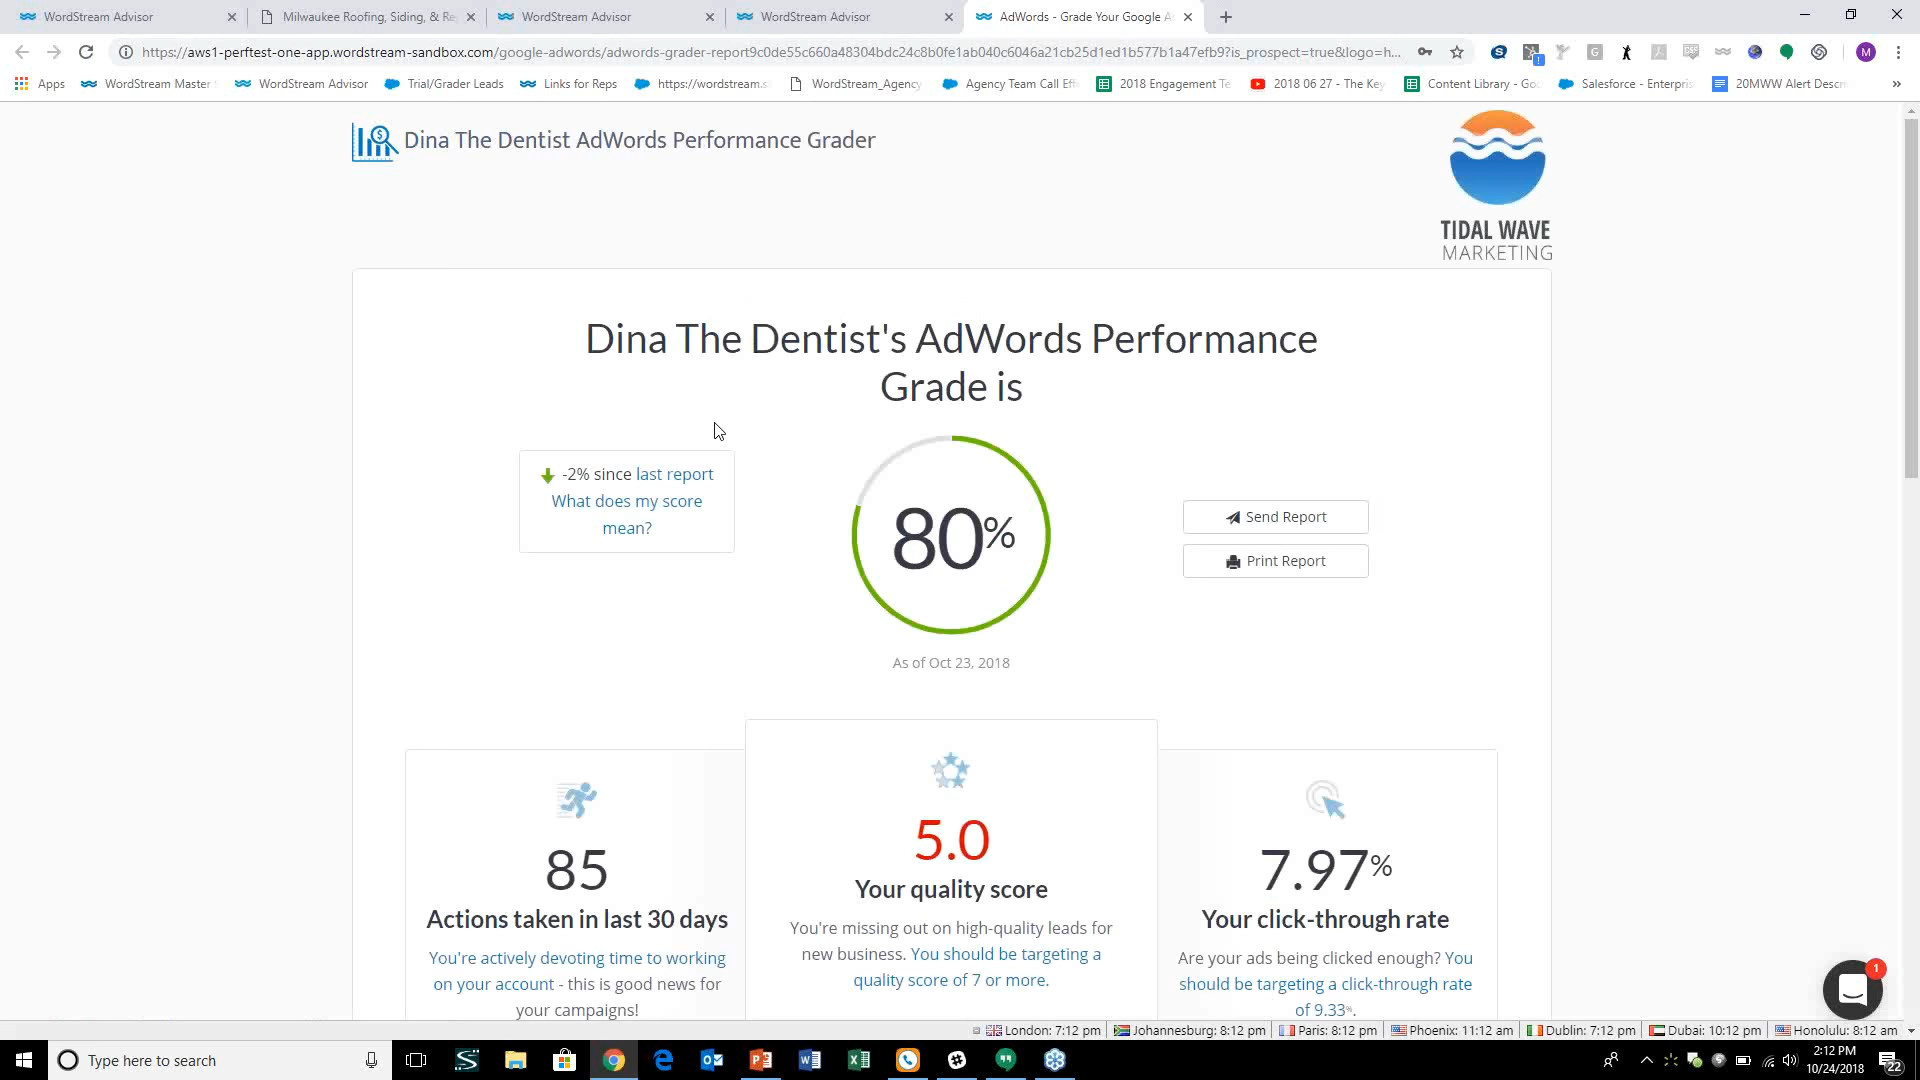 WordStream Advisor
Milwaukee Roofing, Siding, & Re
WordStream Advisor
WordStream Advisor
AdWords - Grade Your Google A
https://aws1-perftest-one-app.wordstream-sandbox.com/google-adwords/adwords-grader-report9c0de55c660a48304bdc24c8b0fe1ab040c6046a21cb25d1ed1b577b1a47efb9?is_prospect=true&logo=h...
M
Apps
WordStream Master
WordStream Advisor
Trial/Grader Leads
Links for Reps
https://wordstream.s
WordStream_Agency
Agency Team Call Effi
2018 Engagement Te
2018 06 27 - The Key
Content Library - Goo
Salesforce - Enterpris
20MWW Alert Descri
»
Dina The Dentist AdWords Performance Grader
TIDAL WAVE
MARKETING
Dina The Dentist's AdWords Performance
Grade is
-2% since last report
What does my score
mean?
80%
Send Report
Print Report
As of Oct 23, 2018
85
Actions taken in last 30 days
You're actively devoting time to working
on your account - this is good news for
your campaigns!
5.0
Your quality score
You're missing out on high-quality leads for
new business. You should be targeting a
quality score of 7 or more.
7.97%
Your click-through rate
Are your ads being clicked enough? You
should be targeting a click-through rate
of 9.33%.
1
London: 7:12 pm
Johannesburg: 8:12 pm
Paris: 8:12 pm
Phoenix: 11:12 am
Dublin: 7:12 pm
Dubai: 10:12 pm
Honolulu: 8:12 am
Type here to search
2:12 PM
10/24/2018
22